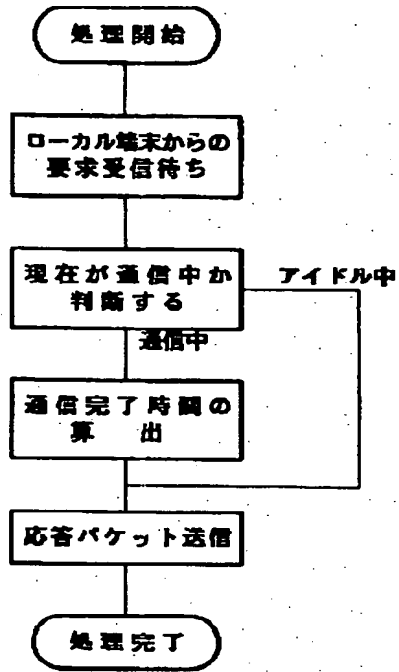 処理開始
ローカル端末からの
要求受信待ち
現在が通信中か
判断する
アイドル中
通信中
通信完了時間の
算出
応答パケット送信
処理完了